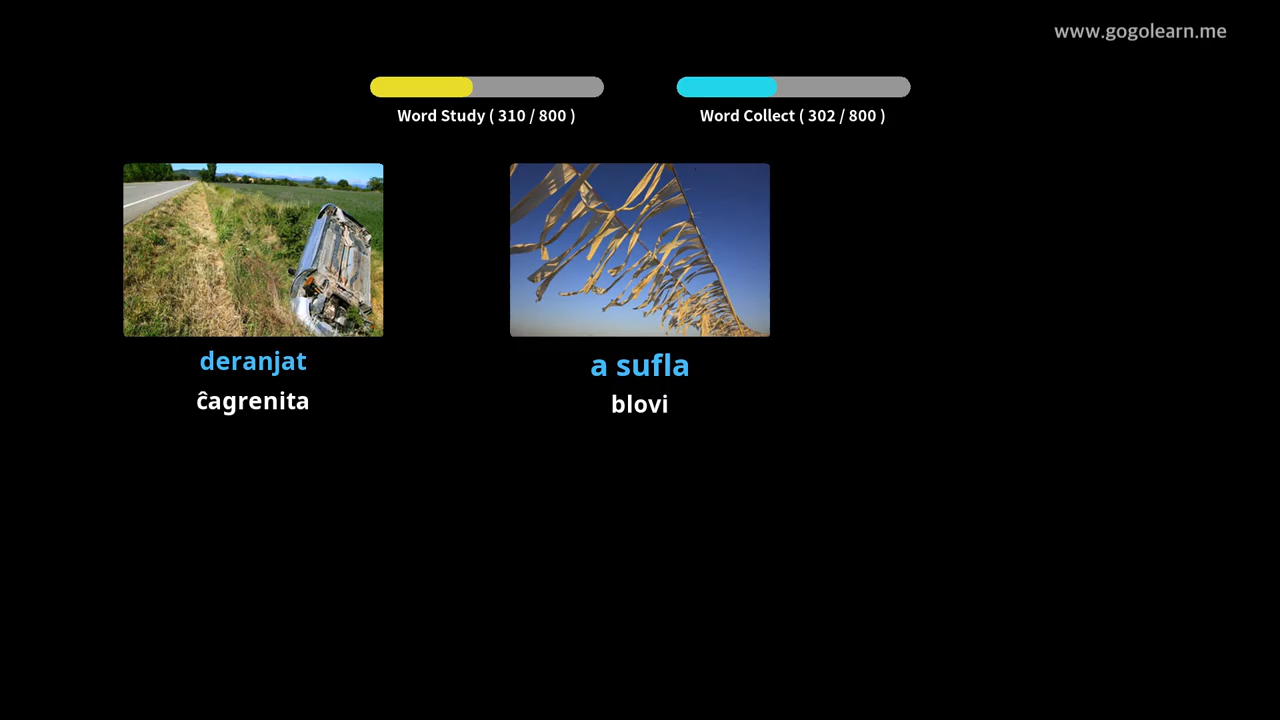 www.gogolearn.me
Word Study ( 310 / 800 )
Word Collect ( 302 / 800 )
deranjat
ĉagrenita
a sufla
blovi